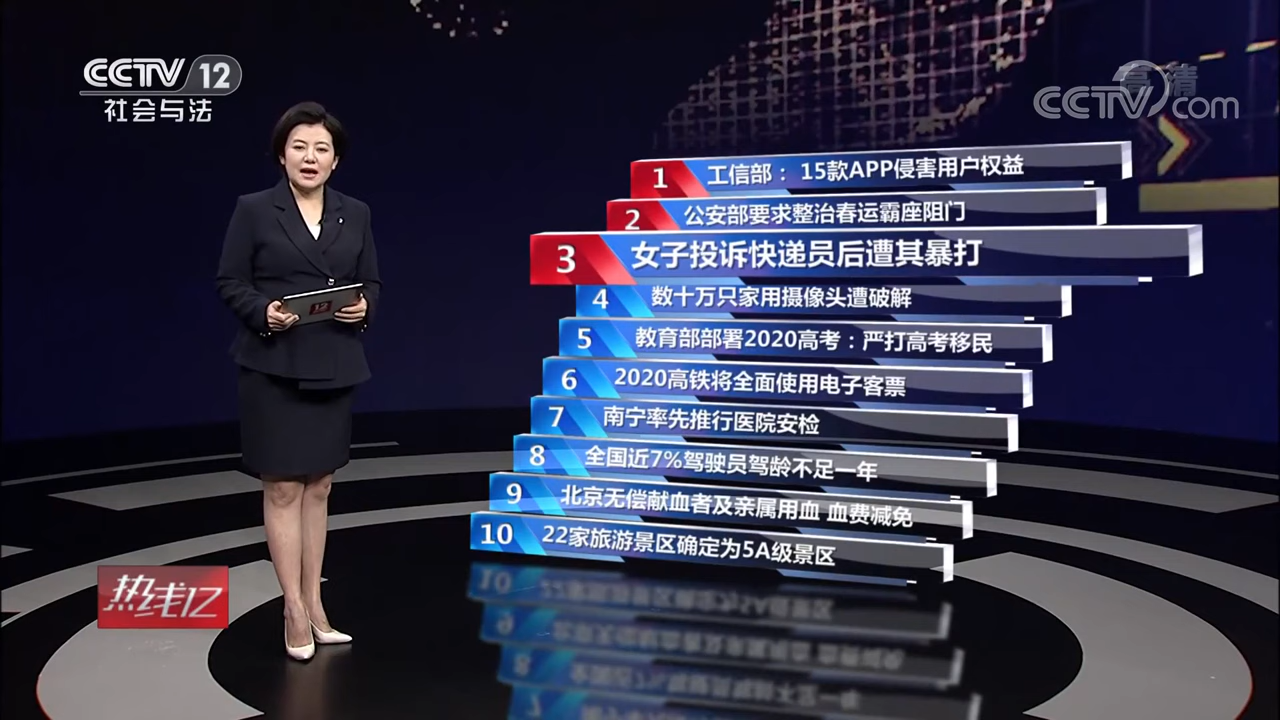 CCTV 12
社会与法
高清
CCTV.com
1 工信部：15款APP侵害用户权益
2 公安部要求整治春运霸座阻门
3 女子投诉快递员后遭其暴打
4 数十万只家用摄像头遭破解
5 教育部部署2020高考：严打高考移民
6 2020高铁将全面使用电子客票
7 南宁率先推行医院安检
8 全国近7%驾驶员驾龄不足一年
9 北京无偿献血者及亲属用血 血费减免
10 22家旅游景区确定为5A级景区
12
热线12